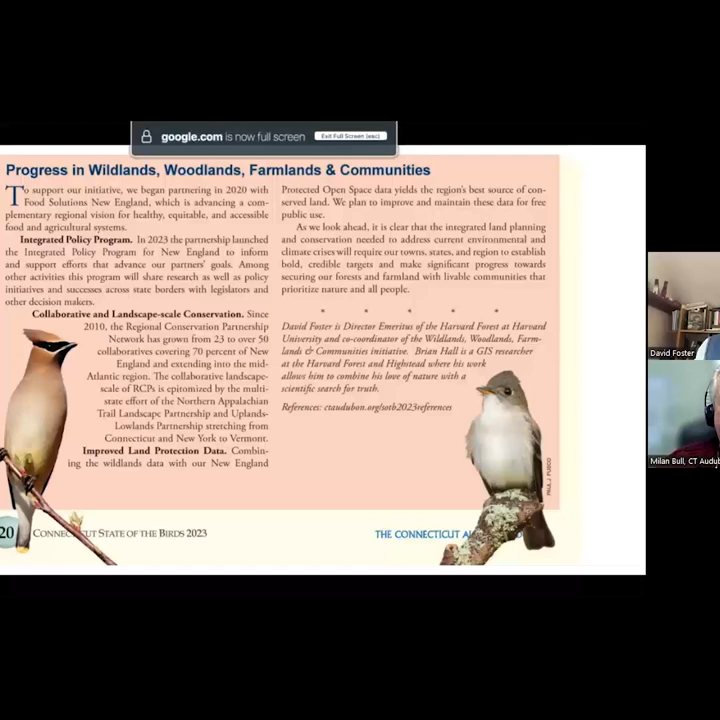 google.com is now full screen
Exit Full Screen (esc)
Progress in Wildlands, Woodlands, Farmlands & Communities
To support our initiative, we began partnering in 2020 with
Food Solutions New England, which is advancing a com-
plementary regional vision for healthy, equitable, and accessible
food and agricultural systems.
Integrated Policy Program. In 2023 the partnership launched
the Integrated Policy Program for New England to inform
and support efforts that advance our partners' goals. Among
other activities this program will share research as well as policy
initiatives and successes across state borders with legislators and
other decision makers.
Collaborative and Landscape-scale Conservation. Since
2010, the Regional Conservation Partnership
Network has grown from 23 to over 50
collaboratives covering 70 percent of New
England and extending into the mid-
Atlantic region. The collaborative landscape-
scale of RCPs is epitomized by the multi-
state effort of the Northern Appalachian
Trail Landscape Partnership and Uplands-
Lowlands Partnership stretching from
Connecticut and New York to Vermont.
Improved Land Protection Data. Combin-
ing the wildlands data with our New England
Protected Open Space data yields the region's best source of con-
served land. We plan to improve and maintain these data for free
public use.
As we look ahead, it is clear that the integrated land planning
and conservation needed to address current environmental and
climate crises will require our towns, states, and region to establish
bold, credible targets and make significant progress towards
securing our forests and farmland with livable communities that
prioritize nature and all people.
* * * * *
David Foster is Director Emeritus of the Harvard Forest at Harvard
University and co-coordinator of the Wildlands, Woodlands, Farm-
lands & Communities initiative. Brian Hall is a GIS researcher
at the Harvard Forest and Highstead where his work
allows him to combine his love of nature with a
scientific search for truth.
References: ctaudubon.org/sotb2023references
PAUL J. FUSCO
20
CONNECTICUT STATE OF THE BIRDS 2023
THE CONNECTICUT
David Foster
Milan Bull, CT Audub